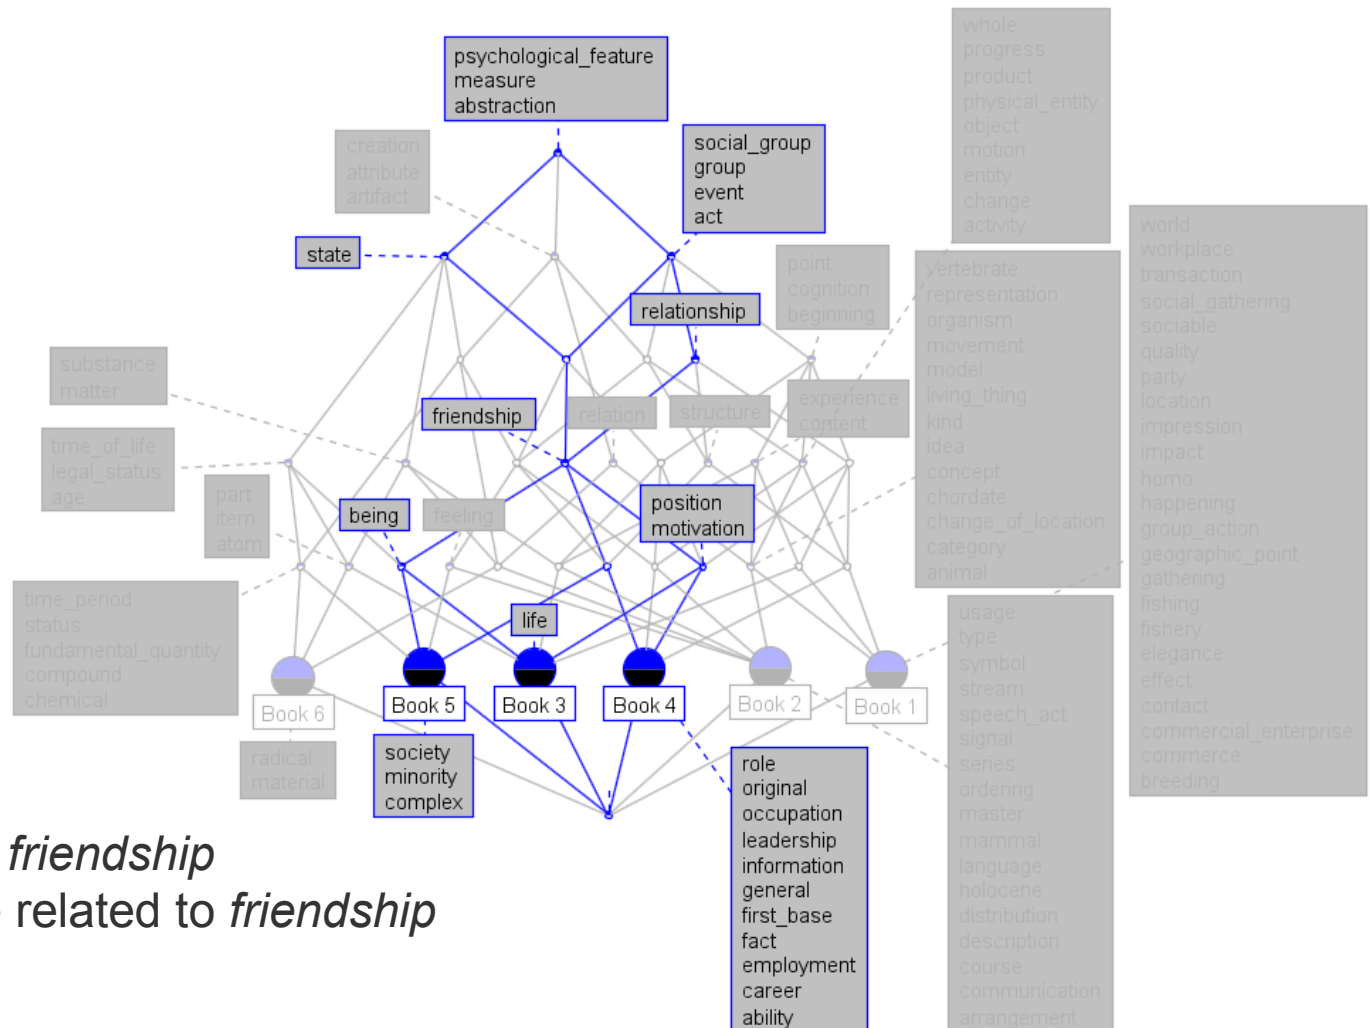 psychological_feature
measure
abstraction
creation
attribute
artifact
social_group
group
event
act
whole
progress
product
physical_entity
object
motion
entity
change
activity
state
point
cognition
beginning
relationship
vertebrate
representation
organism
movement
model
living_thing
kind
idea
concept
chordate
change_of_location
category
animal
world
workplace
transaction
social_gathering
sociable
quality
party
location
impression
impact
homo
happening
group_action
geographic_point
gathering
fishing
fishery
elegance
effect
contact
commercial_enterprise
commerce
breeding
substance
matter
friendship
relation
structure
experience
content
time_of_life
legal_status
age
part
item
atom
being
feeling
position
motivation
time_period
status
fundamental_quantity
compound
chemical
life
usage
type
symbol
stream
speech_act
signal
series
ordering
master
mammal
language
holocene
distribution
description
course
communication
arrangement
Book 6
Book 5
Book 3
Book 4
Book 2
Book 1
radical
material
society
minority
complex
role
original
occupation
leadership
information
general
first_base
fact
employment
career
ability
friendship
related to friendship